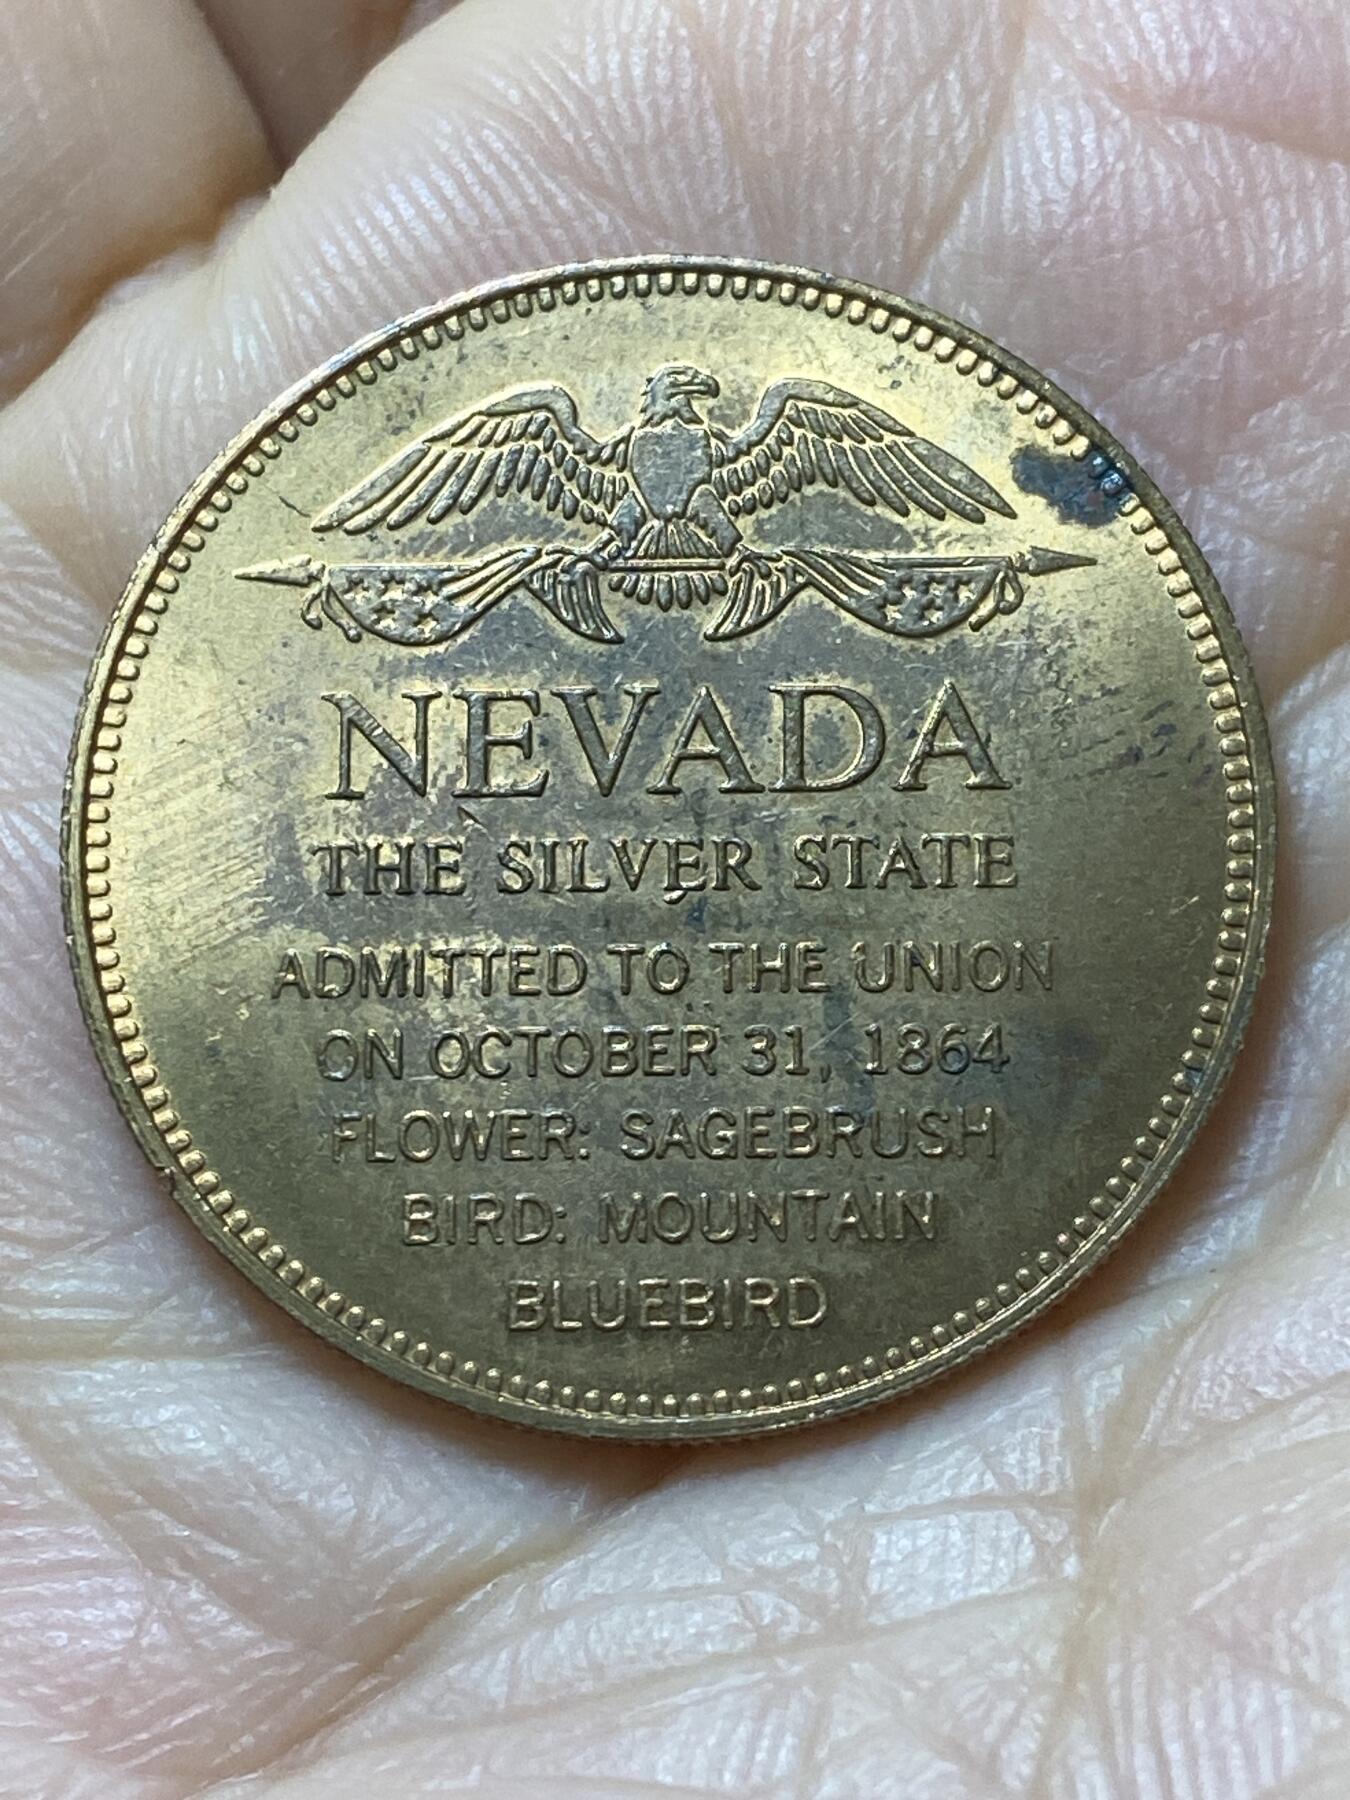 NEVADA
THE SILVER STATE
ADMITTED TO THE UNION
ON OCTOBER 31, 1864
FLOWER: SAGEBRUSH
BIRD: MOUNTAIN
BLUEBIRD